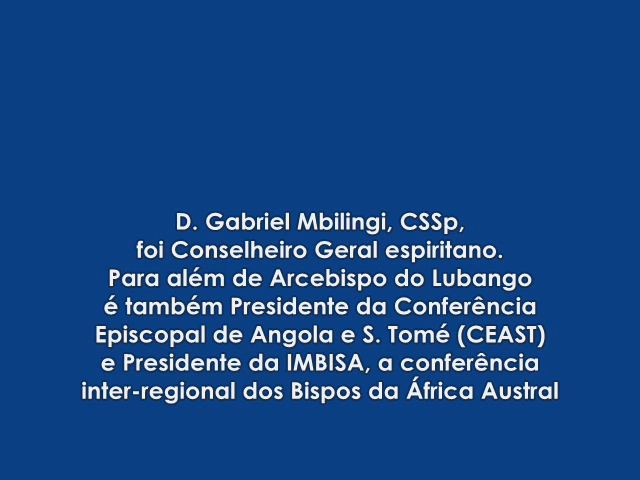 D. Gabriel Mbilingi, CSSp,
foi Conselheiro Geral espiritano.
Para além de Arcebispo do Lubango
é também Presidente da Conferência
Episcopal de Angola e S. Tomé (CEAST)
e Presidente da IMBISA, a conferência
inter-regional dos Bispos da África Austral